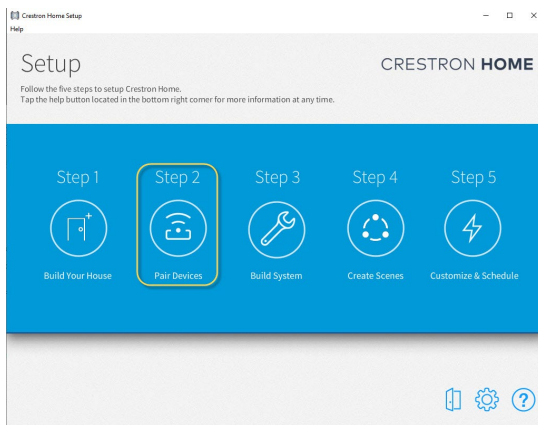 Crestron Home Setup
Help
Setup
CRESTRON HOME
Follow the five steps to setup Crestron Home.
Tap the help button located in the bottom right corner for more information at any time.
Step 1
Step 2
Step 3
Step 4
Step 5
Build Your House
Pair Devices
Build System
Create Scenes
Customize & Schedule
?